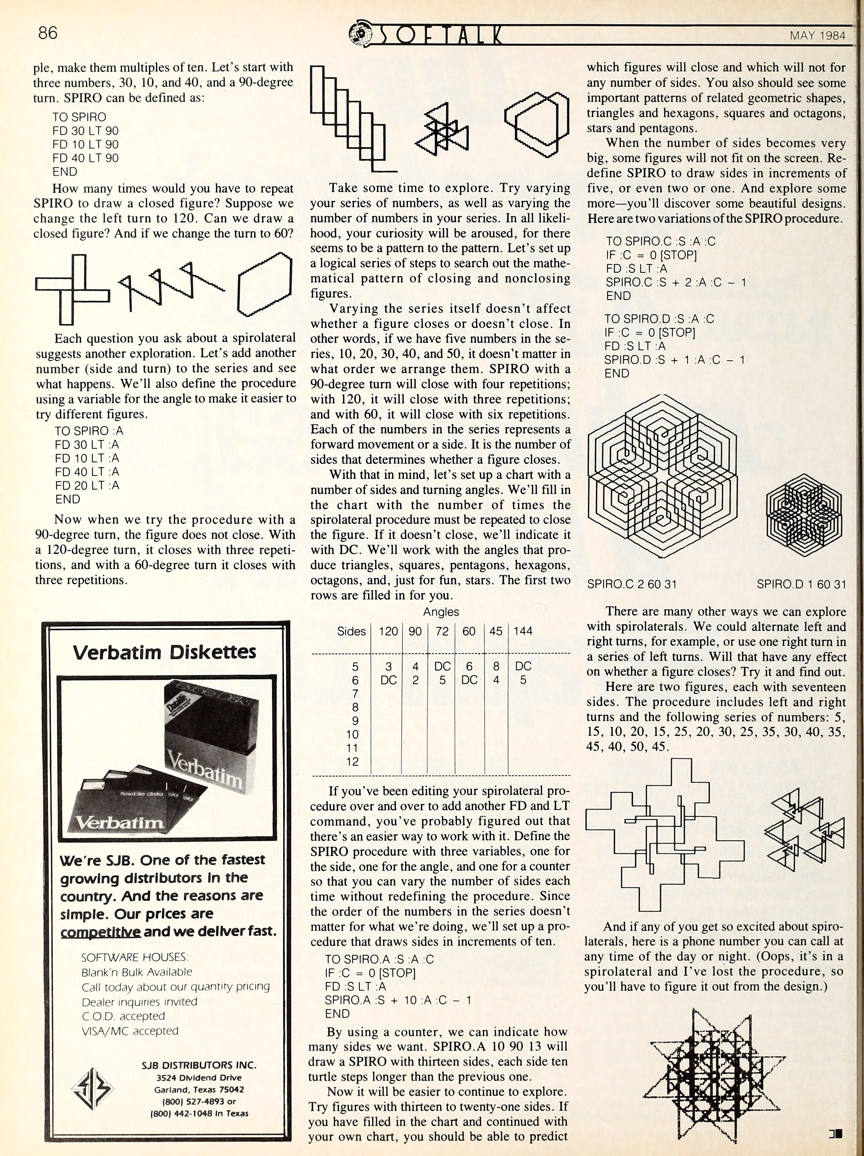 86
SOFTALK
MAY 1984
ple, make them multiples of ten. Let's start with
three numbers, 30, 10, and 40, and a 90-degree
turn. SPIRO can be defined as:
TO SPIRO
FD 30 LT 90
FD 10 LT 90
FD 40 LT 90
END
How many times would you have to repeat
SPIRO to draw a closed figure? Suppose we
change the left turn to 120. Can we draw a
closed figure? And if we change the turn to 60?
Each question you ask about a spirolateral
suggests another exploration. Let's add another
number (side and turn) to the series and see
what happens. We'll also define the procedure
using a variable for the angle to make it easier to
try different figures.
TO SPIRO :A
FD 30 LT :A
FD 10 LT :A
FD 40 LT :A
FD 20 LT :A
END
Now when we try the procedure with a
90-degree turn, the figure does not close. With
a 120-degree turn, it closes with three repeti-
tions, and with a 60-degree turn it closes with
three repetitions.
Verbatim Diskettes
Datalife
Verbatim
flexible disks
Verbatim
We're SJB. One of the fastest
growing distributors in the
country. And the reasons are
simple. Our prices are
competitive and we deliver fast.
SOFTWARE HOUSES:
Blank'n Bulk Available
Call today about our quantity pricing
Dealer inquiries invited
C.O.D. accepted
VISA/MC accepted
SJB
SJB DISTRIBUTORS INC.
3524 Dividend Drive
Garland, Texas 75042
(800) 527-4893 or
(800) 442-1048 in Texas
Take some time to explore. Try varying
your series of numbers, as well as varying the
number of numbers in your series. In all likeli-
hood, your curiosity will be aroused, for there
seems to be a pattern to the pattern. Let's set up
a logical series of steps to search out the mathe-
matical pattern of closing and nonclosing
figures.
Varying the series itself doesn't affect
whether a figure closes or doesn't close. In
other words, if we have five numbers in the se-
ries, 10, 20, 30, 40, and 50, it doesn't matter in
what order we arrange them. SPIRO with a
90-degree turn will close with four repetitions;
with 120, it will close with three repetitions;
and with 60, it will close with six repetitions.
Each of the numbers in the series represents a
forward movement or a side. It is the number of
sides that determines whether a figure closes.
With that in mind, let's set up a chart with a
number of sides and turning angles. We'll fill in
the chart with the number of times the
spirolateral procedure must be repeated to close
the figure. If it doesn't close, we'll indicate it
with DC. We'll work with the angles that pro-
duce triangles, squares, pentagons, hexagons,
octagons, and, just for fun, stars. The first two
rows are filled in for you.
Angles
Sides 120 90 72 60 45 144
5 3 4 DC 6 8 DC
6 DC 2 5 DC 4 5
7
8
9
10
11
12
If you've been editing your spirolateral pro-
cedure over and over to add another FD and LT
command, you've probably figured out that
there's an easier way to work with it. Define the
SPIRO procedure with three variables, one for
the side, one for the angle, and one for a counter
so that you can vary the number of sides each
time without redefining the procedure. Since
the order of the numbers in the series doesn't
matter for what we're doing, we'll set up a pro-
cedure that draws sides in increments of ten.
TO SPIRO.A :S :A :C
IF :C = 0 [STOP]
FD :S LT :A
SPIRO.A :S + 10 :A :C − 1
END
By using a counter, we can indicate how
many sides we want. SPIRO.A 10 90 13 will
draw a SPIRO with thirteen sides, each side ten
turtle steps longer than the previous one.
Now it will be easier to continue to explore.
Try figures with thirteen to twenty-one sides. If
you have filled in the chart and continued with
your own chart, you should be able to predict
which figures will close and which will not for
any number of sides. You also should see some
important patterns of related geometric shapes,
triangles and hexagons, squares and octagons,
stars and pentagons.
When the number of sides becomes very
big, some figures will not fit on the screen. Re-
define SPIRO to draw sides in increments of
five, or even two or one. And explore some
more—you'll discover some beautiful designs.
Here are two variations of the SPIRO procedure.
TO SPIRO.C :S :A :C
IF :C = 0 [STOP]
FD :S LT :A
SPIRO.C :S + 2 :A :C − 1
END
TO SPIRO.D :S :A :C
IF :C = 0 [STOP]
FD :S LT :A
SPIRO.D :S + 1 :A :C − 1
END
SPIRO.C 2 60 31
SPIRO.D 1 60 31
There are many other ways we can explore
with spirolaterals. We could alternate left and
right turns, for example, or use one right turn in
a series of left turns. Will that have any effect
on whether a figure closes? Try it and find out.
Here are two figures, each with seventeen
sides. The procedure includes left and right
turns and the following series of numbers: 5,
15, 10, 20, 15, 25, 20, 30, 25, 35, 30, 40, 35,
45, 40, 50, 45.
And if any of you get so excited about spiro-
laterals, here is a phone number you can call at
any time of the day or night. (Oops, it's in a
spirolateral and I've lost the procedure, so
you'll have to figure it out from the design.)